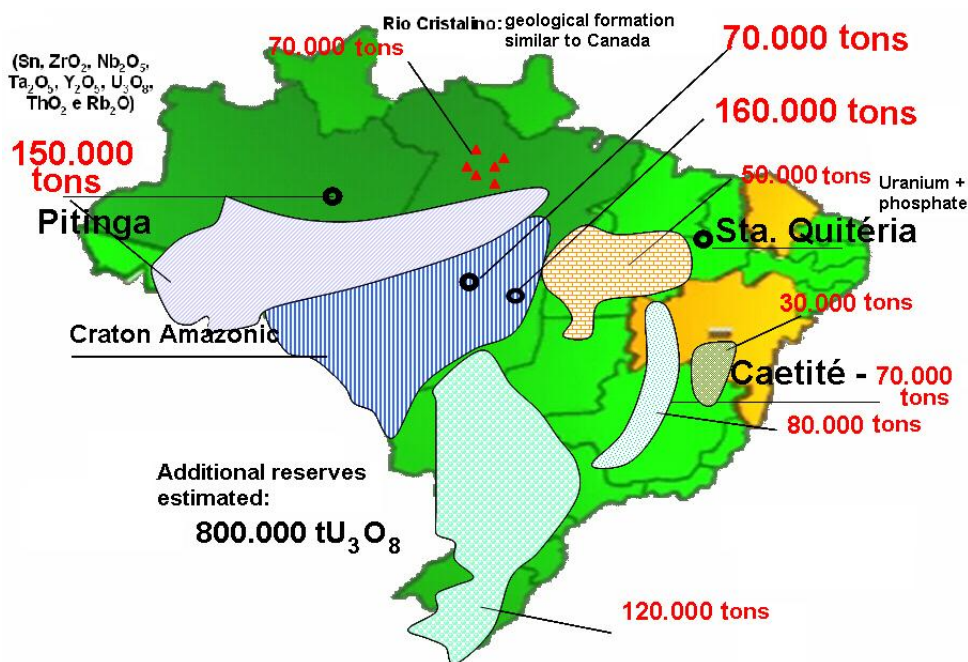 Rio Cristalino: geological formation
similar to Canada
70.000 tons
70.000 tons
(Sn, ZrO₂, Nb₂O₅,
Ta₂O₅, Y₂O₅, U₃O₈,
ThO₂ e Rb₂O)
160.000 tons
150.000
tons
50.000 tons
Uranium +
phosphate
Pitinga
Sta. Quitéria
30.000 tons
Craton Amazonic
Caetité - 70.000
tons
80.000 tons
Additional reserves
estimated:
800.000 tU₃O₈
120.000 tons